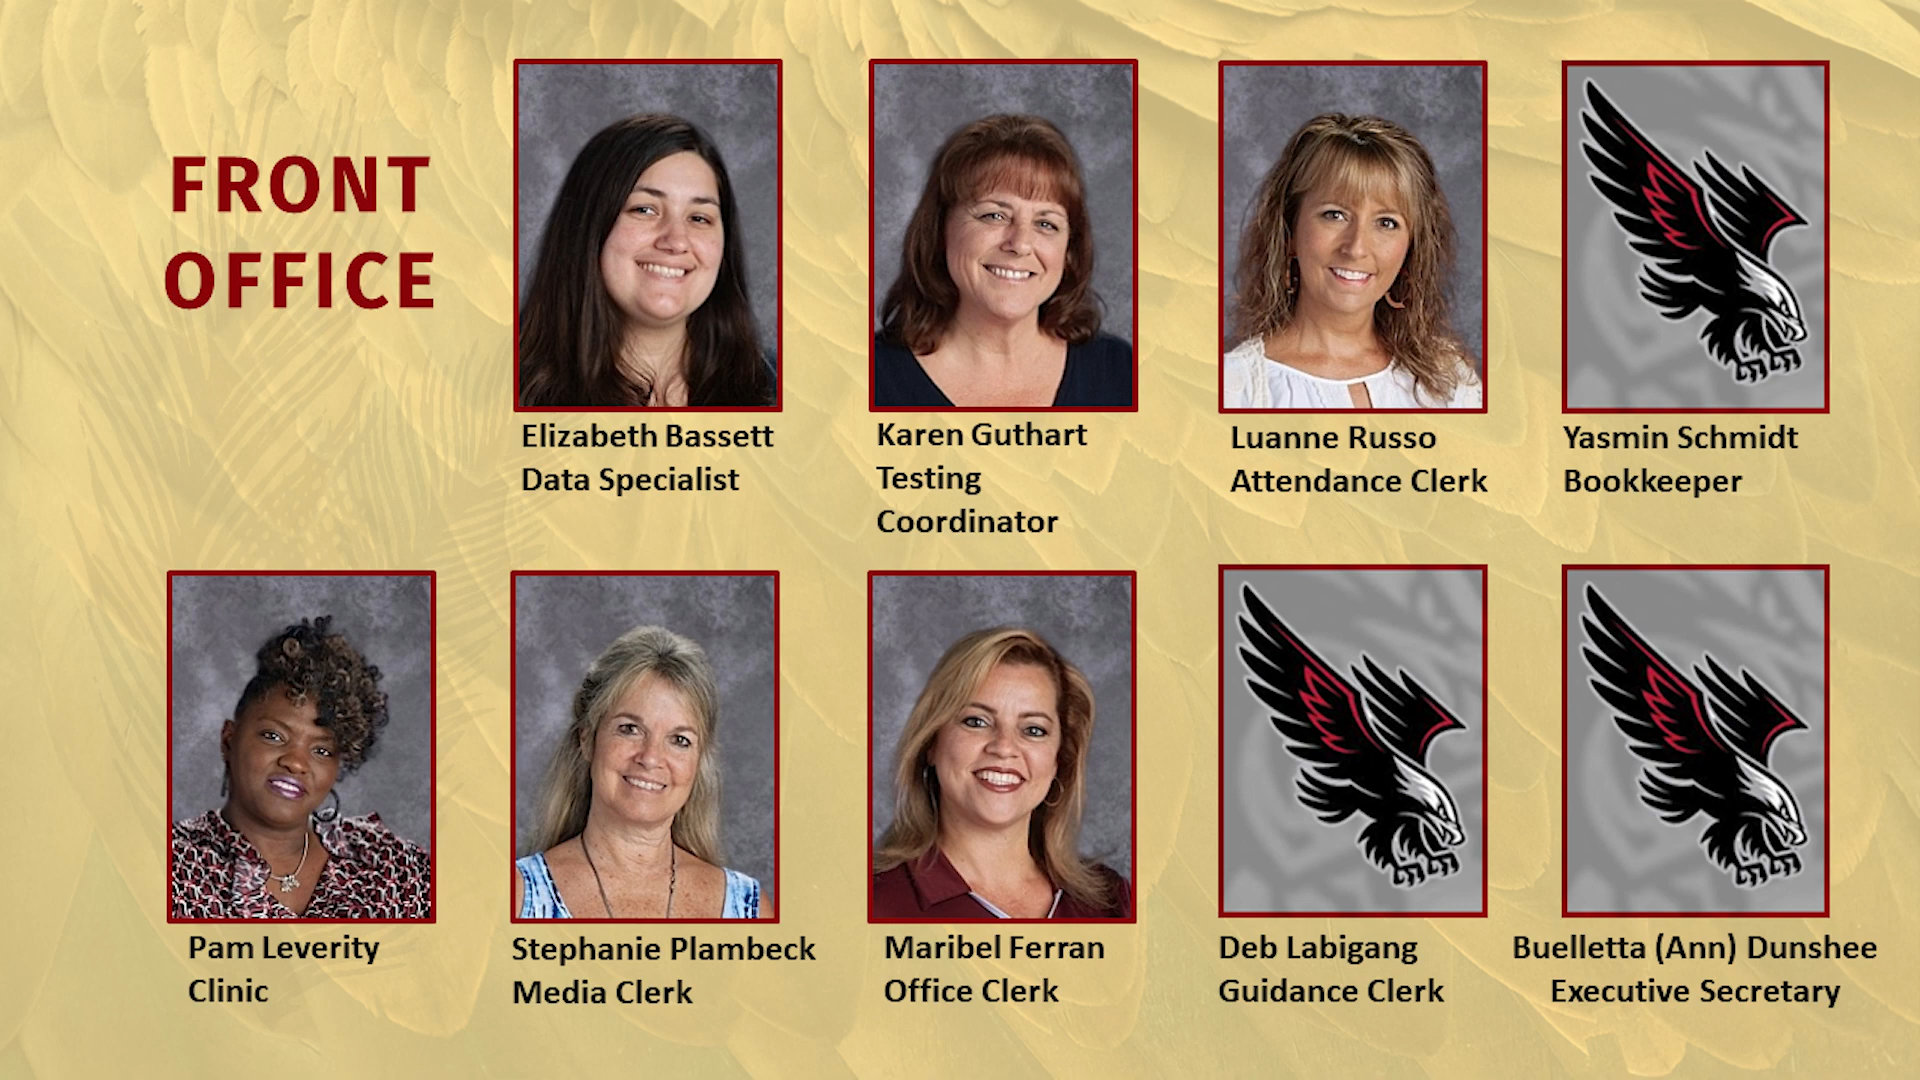 FRONT
OFFICE
Elizabeth Bassett
Data Specialist
Karen Guthart
Testing
Coordinator
Luanne Russo
Attendance Clerk
Yasmin Schmidt
Bookkeeper
Pam Leverity
Clinic
Stephanie Plambeck
Media Clerk
Maribel Ferran
Office Clerk
Deb Labigang
Guidance Clerk
Buelletta (Ann) Dunshee
Executive Secretary